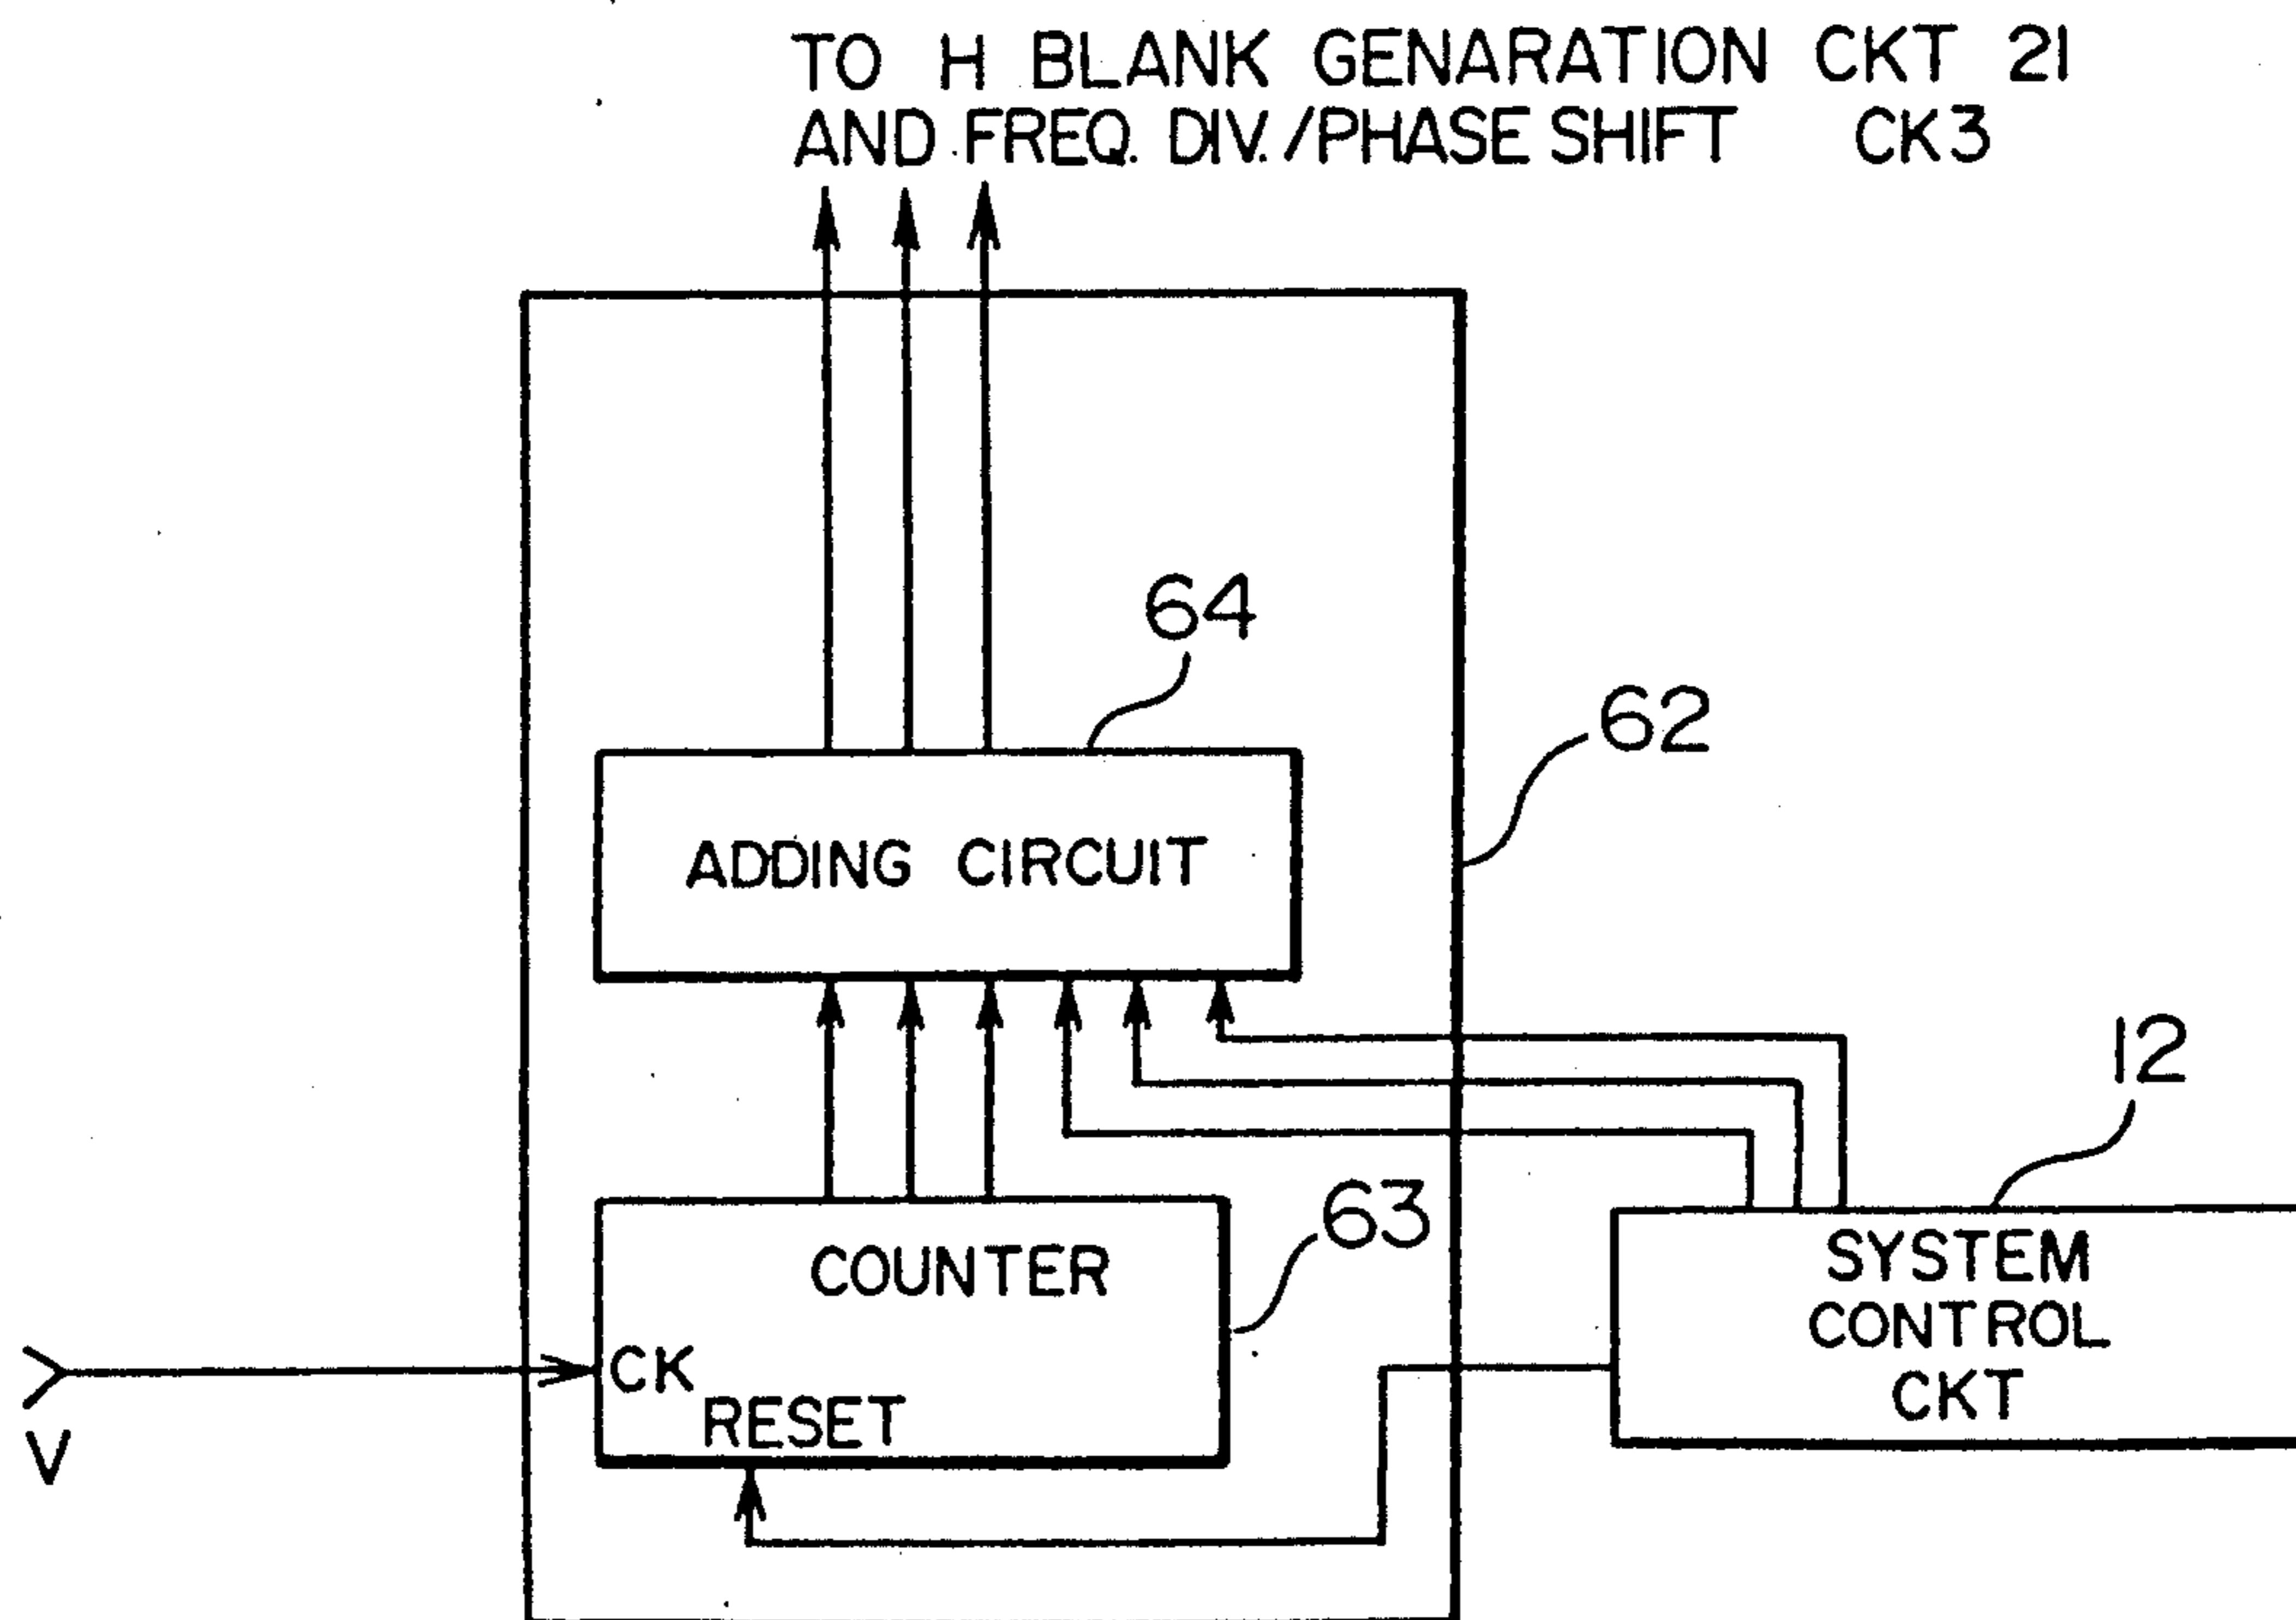 TO H BLANK GENARATION CKT 21
AND FREQ. DIV./PHASE SHIFT CK3
64
62
ADDING CIRCUIT
12
63
COUNTER
SYSTEM
CONTROL
CKT
CK
RESET
V